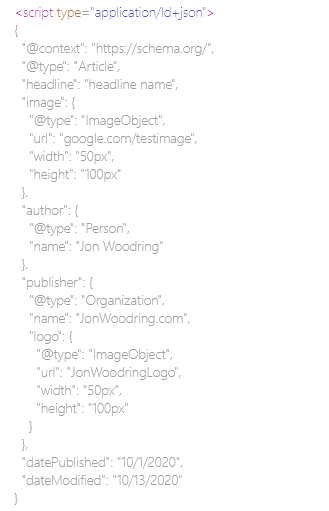 <script type="application/ld+json">
{
"@context": "https://schema.org/",
"@type": "Article",
"headline": "headline name",
"image": {
"@type": "ImageObject",
"url": "google.com/testimage",
"width": "50px",
"height": "100px"
},
"author": {
"@type": "Person",
"name": "Jon Woodring"
},
"publisher": {
"@type": "Organization",
"name": "JonWoodring.com",
"logo": {
"@type": "ImageObject",
"url": "JonWoodringLogo",
"width": "50px",
"height": "100px"
}
},
"datePublished": "10/1/2020",
"dateModified": "10/13/2020"
}